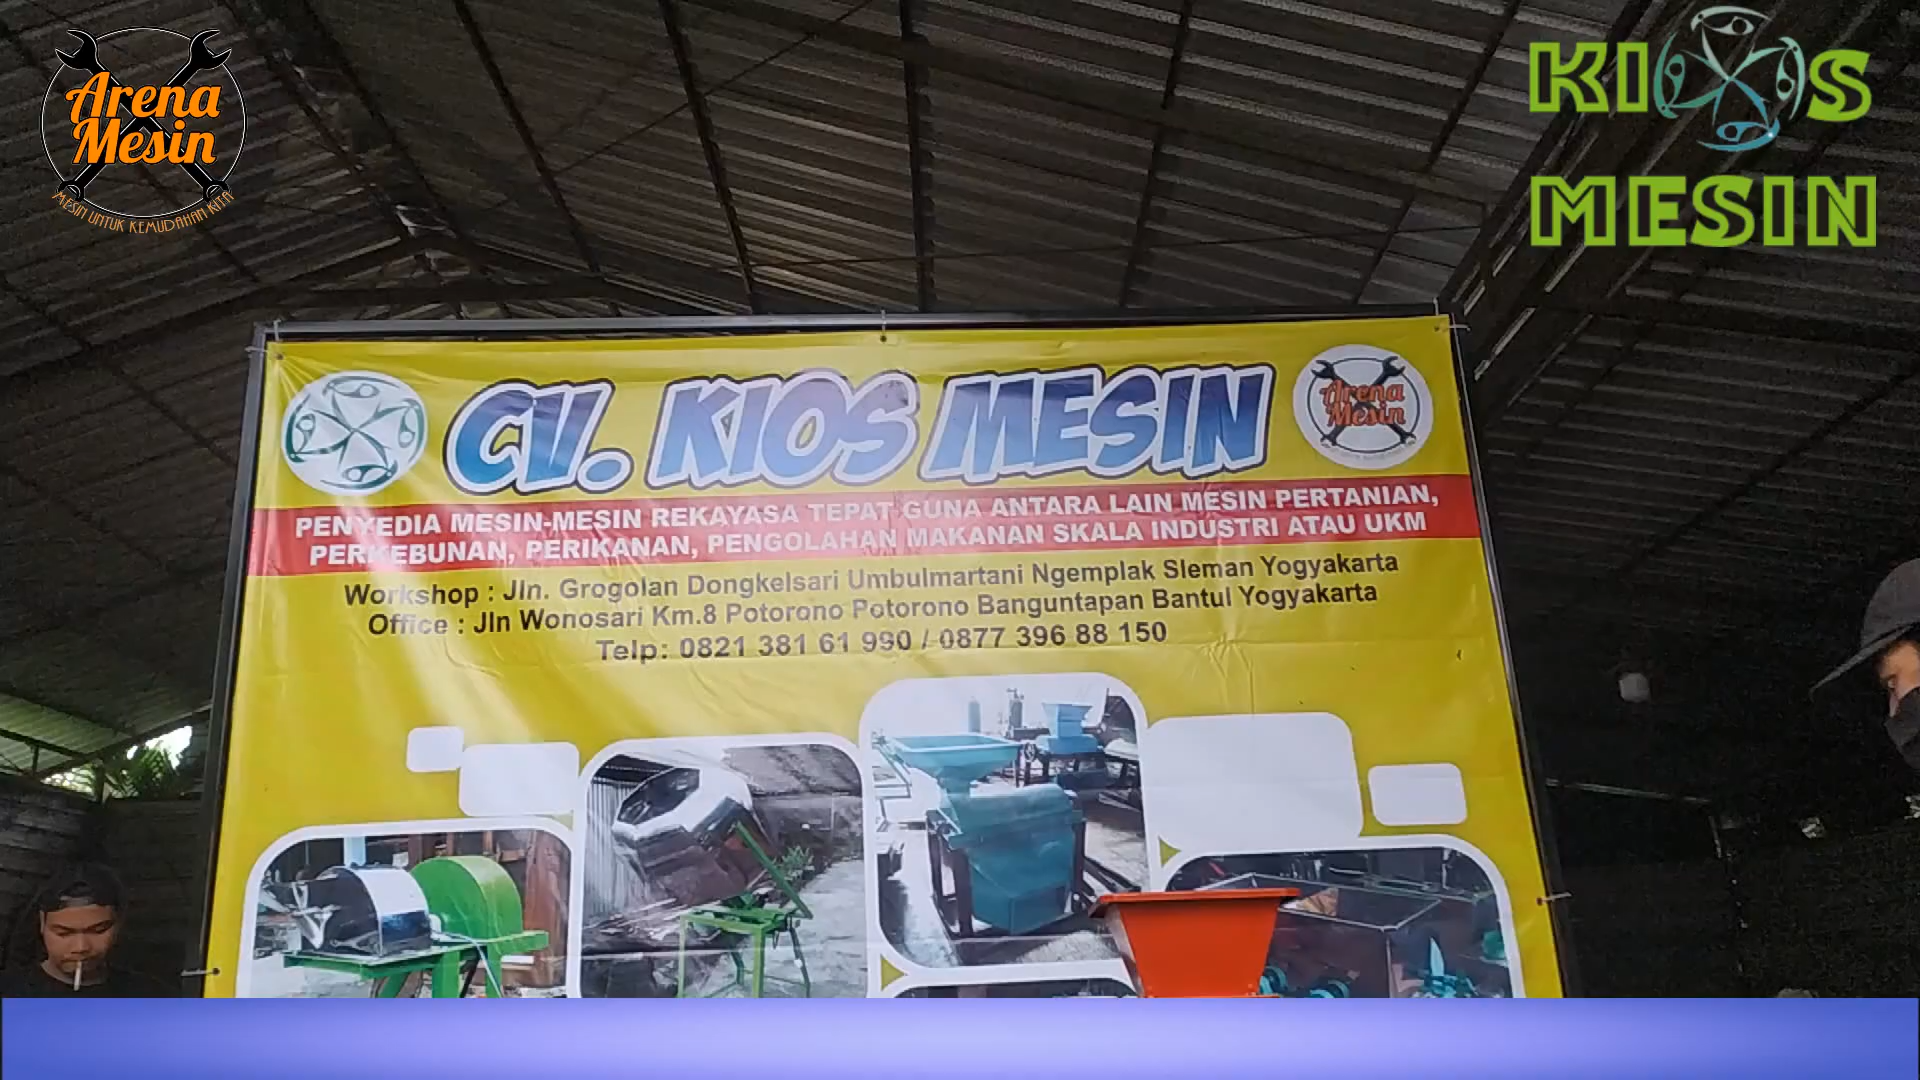 Arena
Mesin
MESIN UNTUK KEMUDAHAN KITA
KIOS
MESIN
CV. KIOS MESIN
Arena
Mesin
PENYEDIA MESIN-MESIN REKAYASA TEPAT GUNA ANTARA LAIN MESIN PERTANIAN,
PERKEBUNAN, PERIKANAN, PENGOLAHAN MAKANAN SKALA INDUSTRI ATAU UKM
Workshop : Jln. Grogolan Dongkelsari Umbulmartani Ngemplak Sleman Yogyakarta
Office : Jln Wonosari Km.8 Potorono Potorono Banguntapan Bantul Yogyakarta
Telp: 0821 381 61 990 / 0877 396 88 150